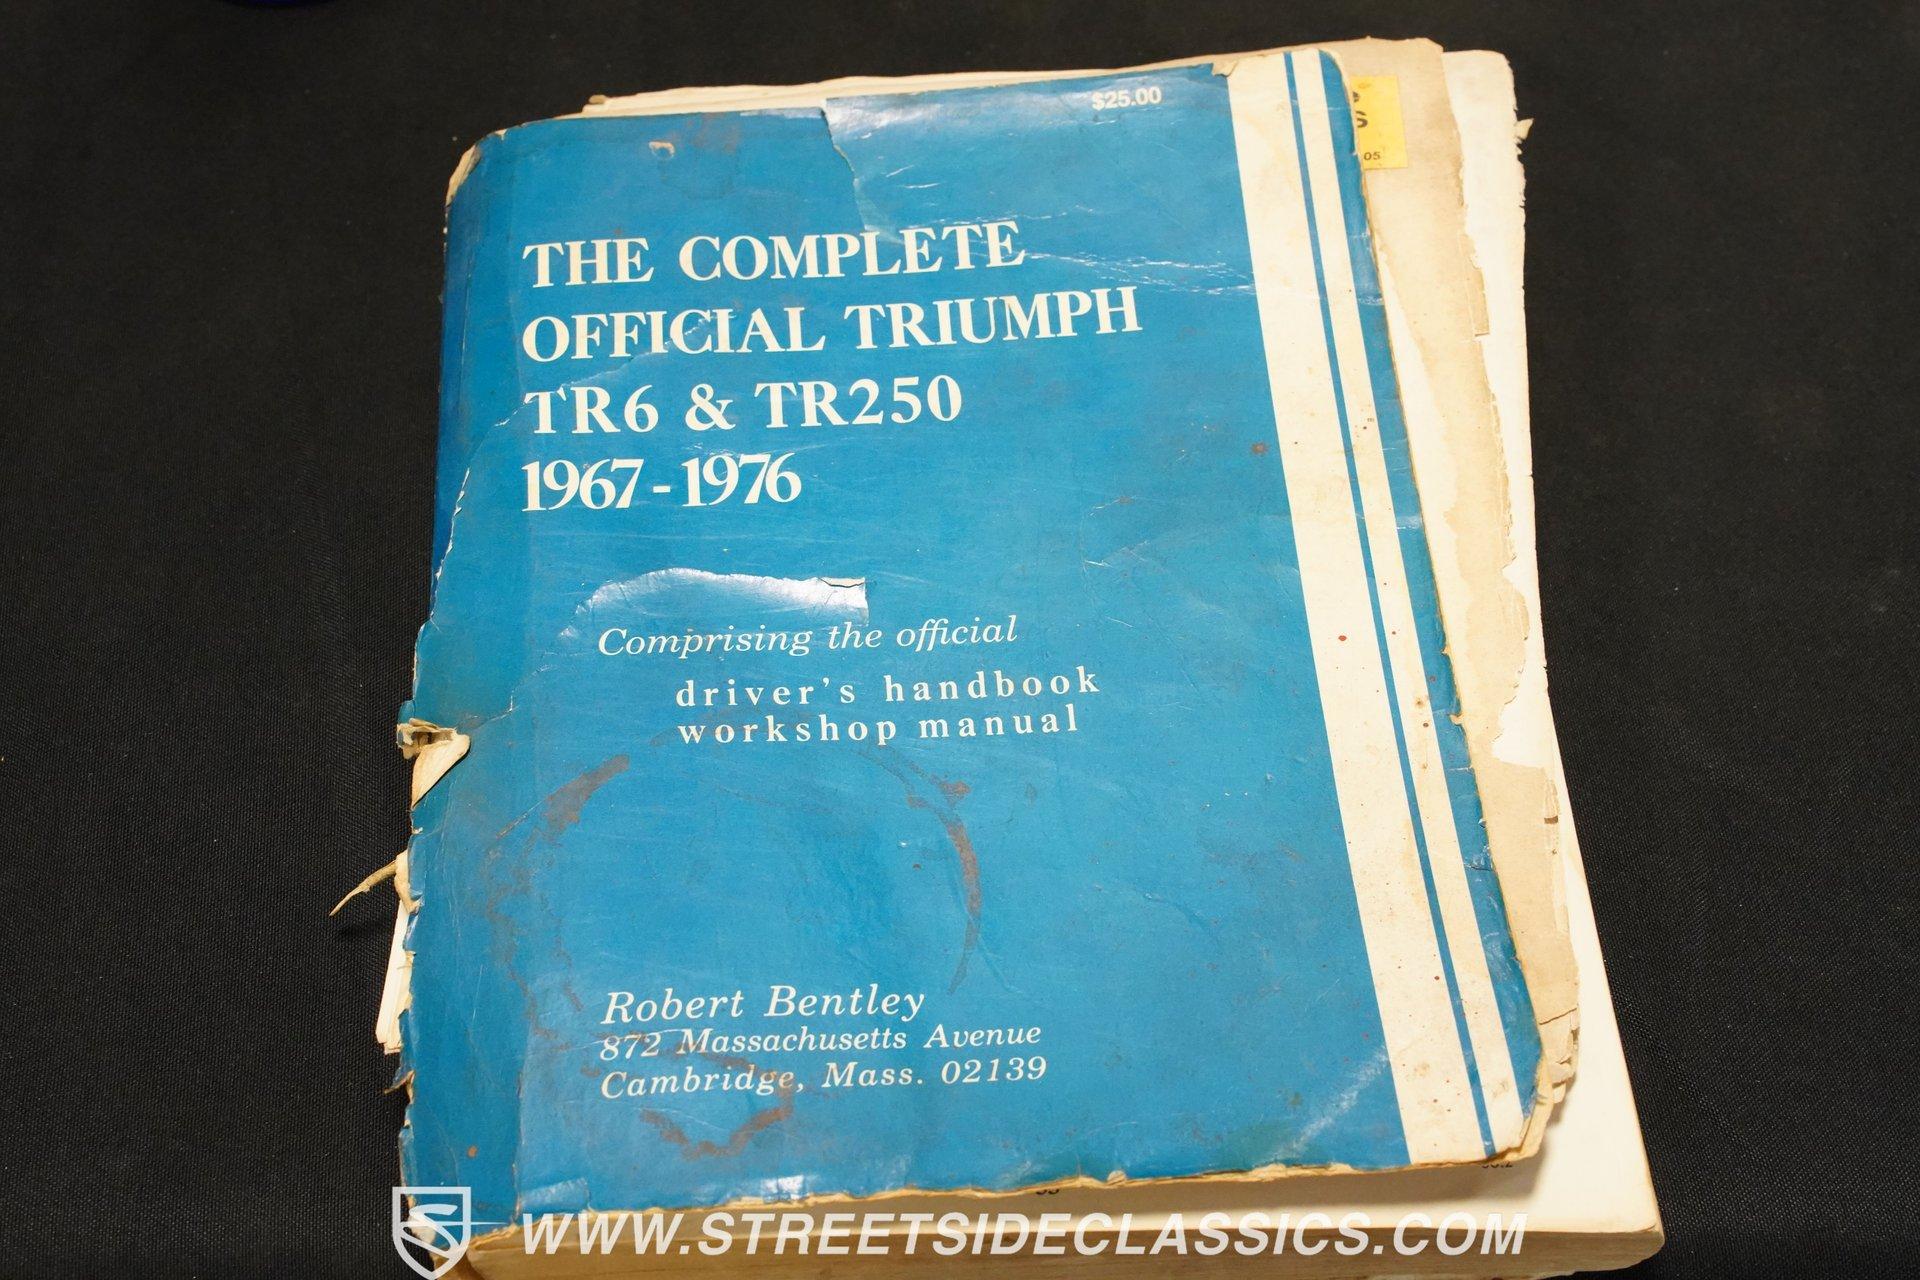 $25.00
S
05
THE COMPLETE
OFFICIAL TRIUMPH
TR6 & TR250
1967-1976
Comprising the official
driver's handbook
workshop manual
Robert Bentley
872 Massachusetts Avenue
Cambridge, Mass. 02139
WWW.STREETSIDECLASSICS.COM